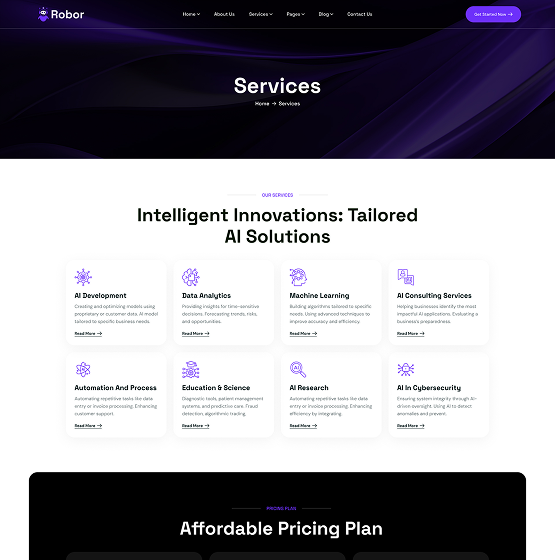 Robor
Home About Us Services Pages Blog Contact Us
Get Started Now →
Services
Home → Services
OUR SERVICES
Intelligent Innovations: Tailored
AI Solutions
AI Development
Creating and optimising models using
proprietary or customer data. AI model
tailored to specific business needs.
Read More →
Data Analytics
Providing insights for time-sensitive
decisions. Forecasting trends, risks,
and opportunities.
Read More →
Machine Learning
Building algorithms tailored to specific
needs. Using advanced techniques to
improve accuracy and efficiency.
Read More →
AI Consulting Services
Helping businesses identify the most
impactful AI applications. Evaluating a
business's preparedness.
Read More →
Automation And Process
Automating repetitive tasks like data
entry or invoice processing. Enhancing
customer support.
Read More →
Education & Science
Diagnostic tools, patient management
systems, and predictive care. Fraud
detection, algorithmic trading.
Read More →
AI Research
Automating repetitive tasks like data
entry or invoice processing. Enhancing
efficiency by integrating.
Read More →
AI In Cybersecurity
Ensuring system integrity through AI-
driven oversight. Using AI to detect
anomalies and prevent.
Read More →
PRICING PLAN
Affordable Pricing Plan